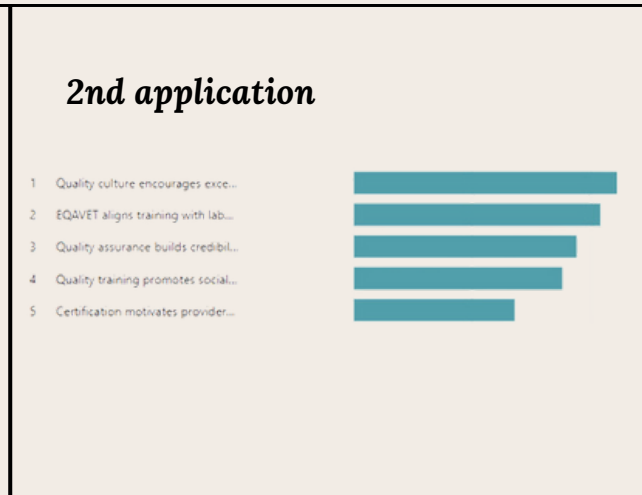 2nd application
1 Quality culture encourages exce...
2 EQAVET aligns training with lab...
3 Quality assurance builds credibil...
4 Quality training promotes social...
5 Certification motivates provider...